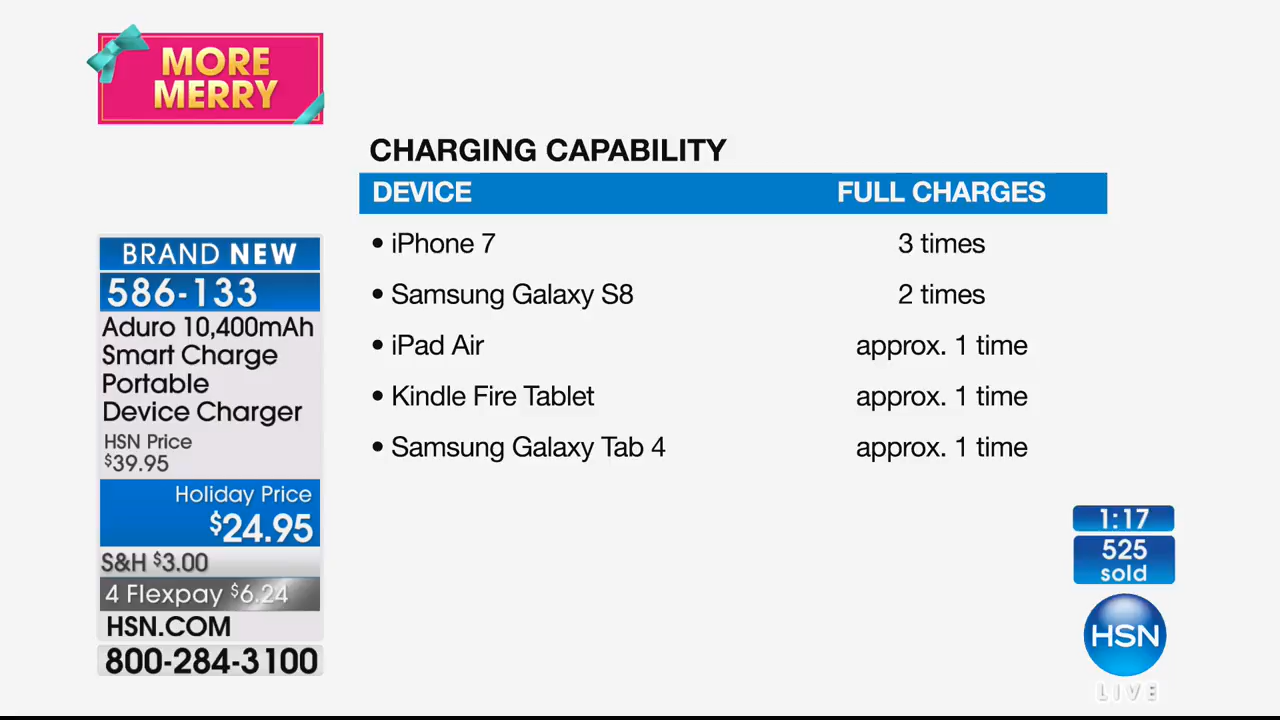 MORE
MERRY
CHARGING CAPABILITY
DEVICE FULL CHARGES
• iPhone 7 3 times
• Samsung Galaxy S8 2 times
• iPad Air approx. 1 time
• Kindle Fire Tablet approx. 1 time
• Samsung Galaxy Tab 4 approx. 1 time
BRAND NEW
586-133
Aduro 10,400mAh
Smart Charge
Portable
Device Charger
HSN Price
$39.95
Holiday Price
$24.95
S&H $3.00
4 Flexpay $6.24
HSN.COM
800-284-3100
1:17
525
sold
HSN
LIVE